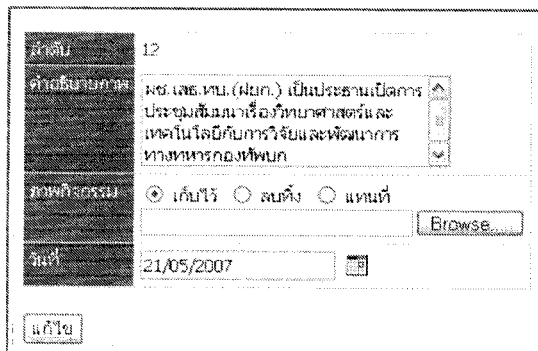 ลำดับ 12
คำอธิบายภาพ ผช.เสธ.ทบ.(ฝยก.) เป็นประธานเปิดการ
ประชุมสัมมนาเรื่องวิทยาศาสตร์และ
เทคโนโลยีกับการวิจัยและพัฒนาการ
ทางทหารกองทัพบก
ภาพกิจกรรม เก็บไว้ ลบทิ้ง แทนที่
Browse...
วันที่ 21/05/2007
แก้ไข